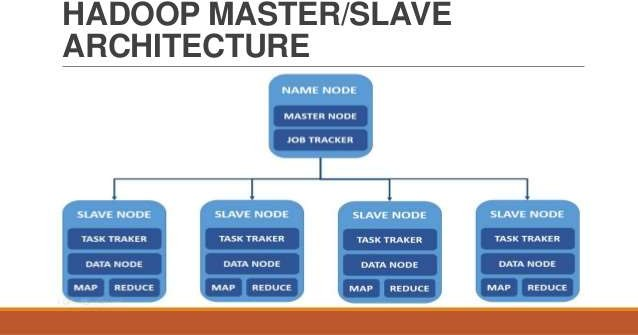 HADOOP MASTER/SLAVE
ARCHITECTURE
NAME NODE
MASTER NODE
JOB TRACKER
SLAVE NODE SLAVE NODE SLAVE NODE SLAVE NODE
TASK TRAKER TASK TRAKER TASK TRAKER TASK TRAKER
DATA NODE DATA NODE DATA NODE DATA NODE
MAP REDUCE MAP REDUCE MAP REDUCE MAP REDUCE